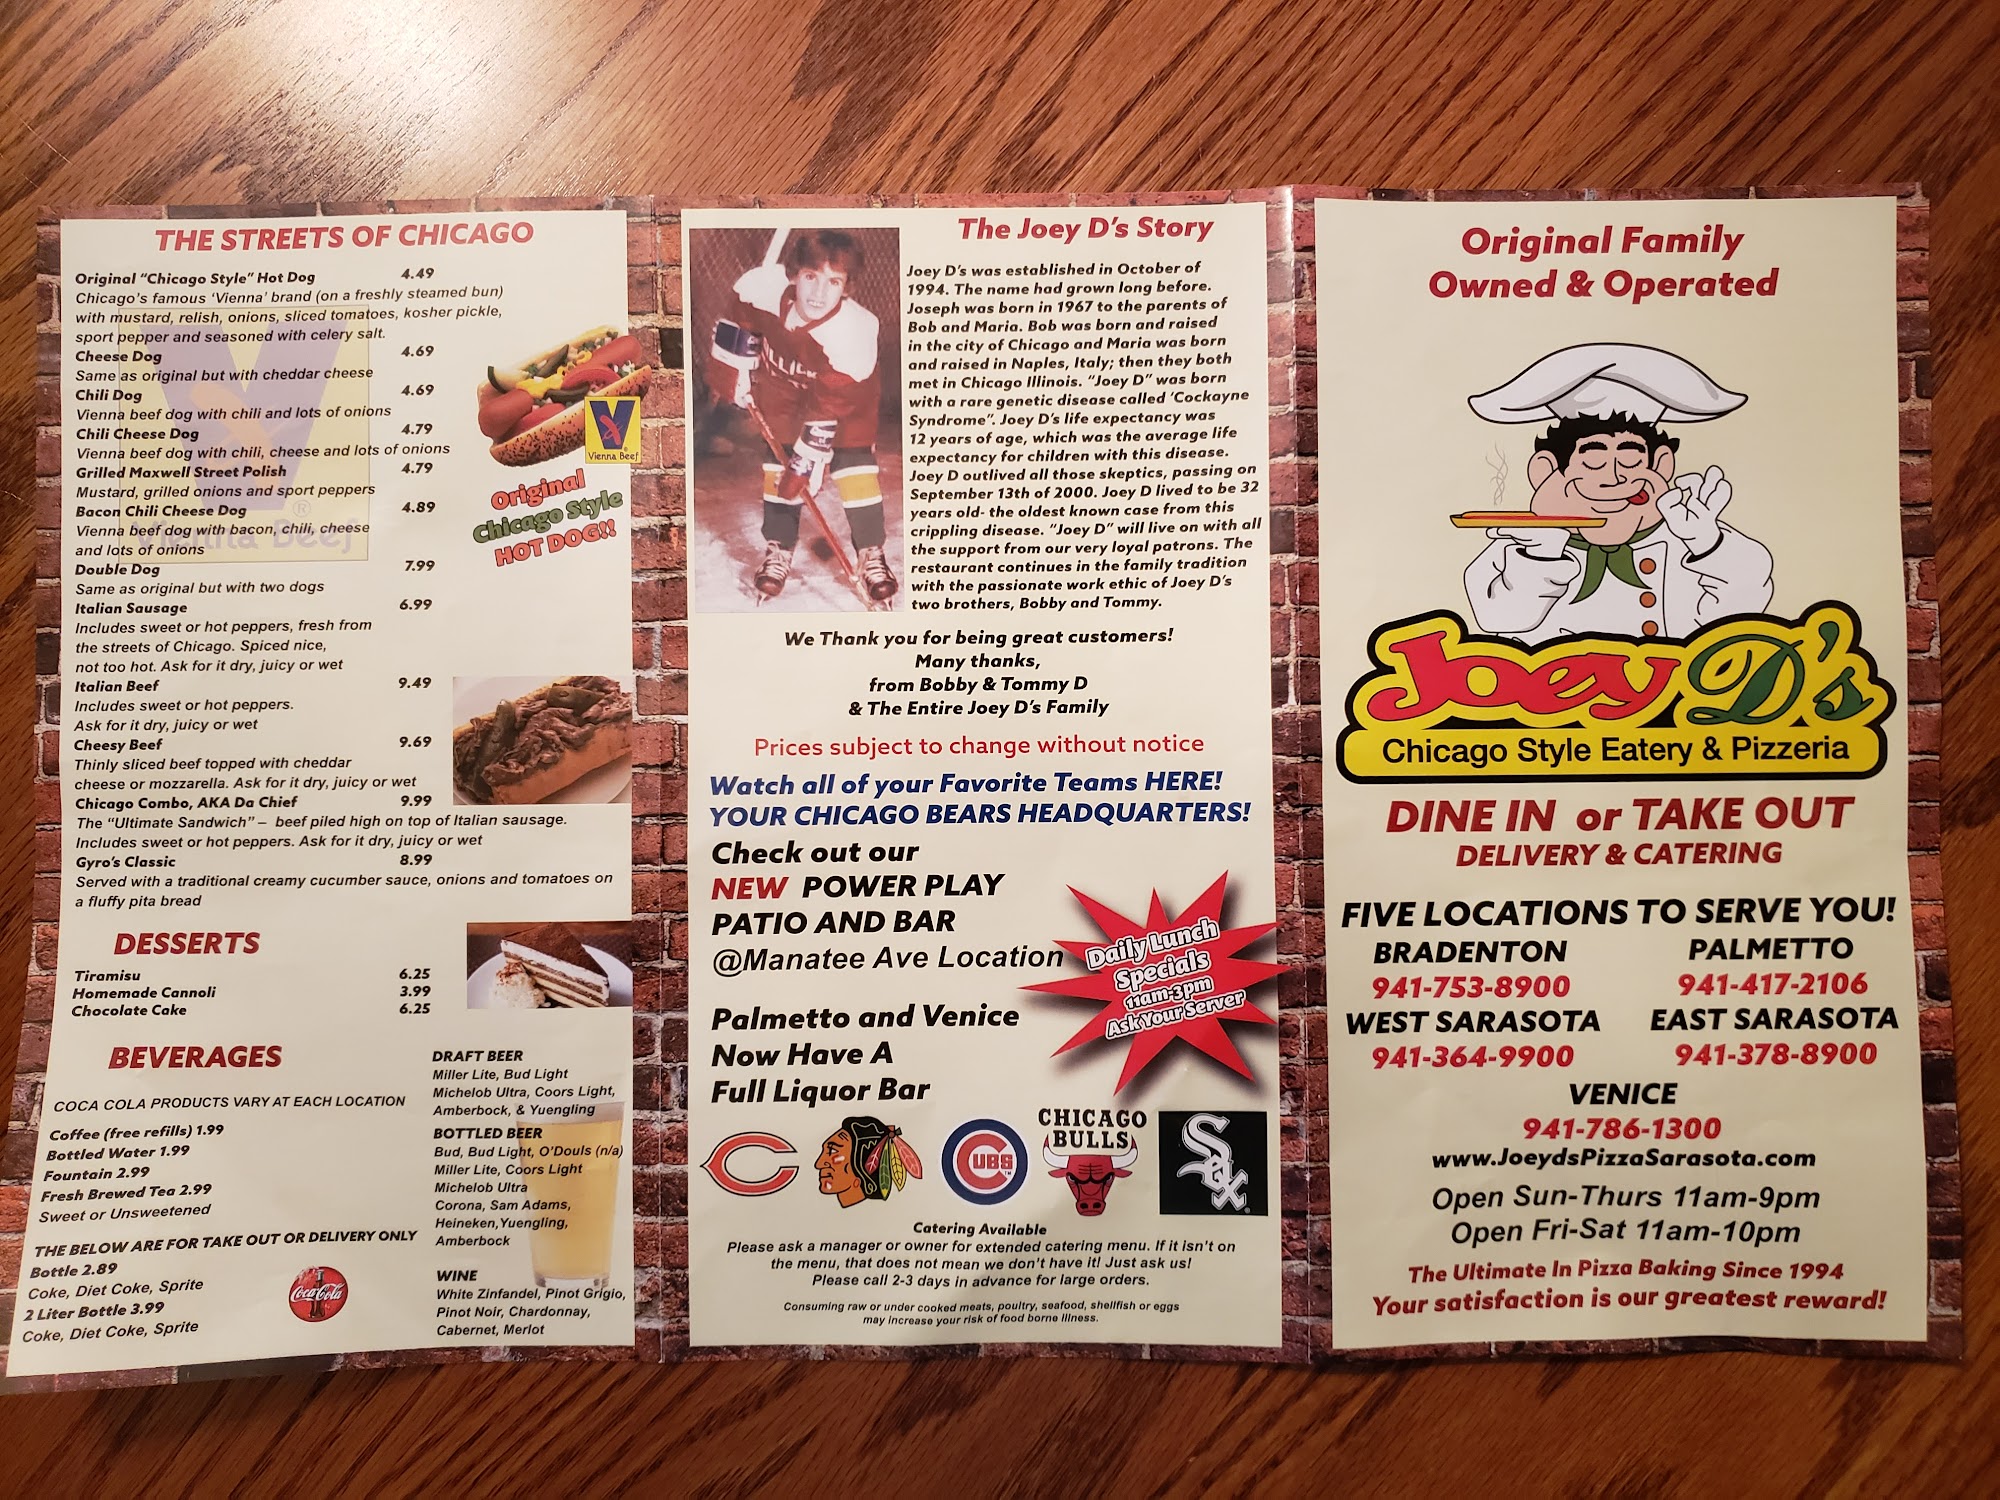 THE STREETS OF CHICAGO
Original “Chicago Style” Hot Dog 4.49
Chicago's famous 'Vienna' brand (on a freshly steamed bun)
with mustard, relish, onions, sliced tomatoes, kosher pickle,
sport pepper and seasoned with celery salt.
Cheese Dog 4.69
Same as original but with cheddar cheese
Chili Dog 4.69
Vienna beef dog with chili and lots of onions
Chili Cheese Dog 4.79
Vienna beef dog with chili, cheese and lots of onions
Grilled Maxwell Street Polish 4.79
Mustard, grilled onions and sport peppers
Bacon Chili Cheese Dog 4.89
Vienna beef dog with bacon, chili, cheese
and lots of onions
Double Dog 7.99
Same as original but with two dogs
Italian Sausage 6.99
Includes sweet or hot peppers, fresh from
the streets of Chicago. Spiced nice,
not too hot. Ask for it dry, juicy or wet
Italian Beef 9.49
Includes sweet or hot peppers.
Ask for it dry, juicy or wet
Cheesy Beef 9.69
Thinly sliced beef topped with cheddar
cheese or mozzarella. Ask for it dry, juicy or wet
Chicago Combo, AKA Da Chief 9.99
The “Ultimate Sandwich” – beef piled high on top of Italian sausage.
Includes sweet or hot peppers. Ask for it dry, juicy or wet
Gyro's Classic 8.99
Served with a traditional creamy cucumber sauce, onions and tomatoes on
a fluffy pita bread
V
®
Vienna Beef
V
Vienna Beef
Original
Chicago Style
HOT DOG!!
DESSERTS
Tiramisu 6.25
Homemade Cannoli 3.99
Chocolate Cake 6.25
BEVERAGES
COCA COLA PRODUCTS VARY AT EACH LOCATION
Coffee (free refills) 1.99
Bottled Water 1.99
Fountain 2.99
Fresh Brewed Tea 2.99
Sweet or Unsweetened
THE BELOW ARE FOR TAKE OUT OR DELIVERY ONLY
Bottle 2.89
Coke, Diet Coke, Sprite
2 Liter Bottle 3.99
Coke, Diet Coke, Sprite
Coca-Cola
DRAFT BEER
Miller Lite, Bud Light
Michelob Ultra, Coors Light,
Amberbock, & Yuengling
BOTTLED BEER
Bud, Bud Light, O'Douls (n/a)
Miller Lite, Coors Light
Michelob Ultra
Corona, Sam Adams,
Heineken,Yuengling,
Amberbock
WINE
White Zinfandel, Pinot Grigio,
Pinot Noir, Chardonnay,
Cabernet, Merlot
The Joey D's Story
Joey D's was established in October of
1994. The name had grown long before.
Joseph was born in 1967 to the parents of
Bob and Maria. Bob was born and raised
in the city of Chicago and Maria was born
and raised in Naples, Italy; then they both
met in Chicago Illinois. “Joey D” was born
with a rare genetic disease called 'Cockayne
Syndrome”. Joey D's life expectancy was
12 years of age, which was the average life
expectancy for children with this disease.
Joey D outlived all those skeptics, passing on
September 13th of 2000. Joey D lived to be 32
years old- the oldest known case from this
crippling disease. “Joey D” will live on with all
the support from our very loyal patrons. The
restaurant continues in the family tradition
with the passionate work ethic of Joey D's
two brothers, Bobby and Tommy.
We Thank you for being great customers!
Many thanks,
from Bobby & Tommy D
& The Entire Joey D's Family
Prices subject to change without notice
Watch all of your Favorite Teams HERE!
YOUR CHICAGO BEARS HEADQUARTERS!
Check out our
NEW POWER PLAY
PATIO AND BAR
@Manatee Ave Location
Daily Lunch
Specials
11am-3pm
Ask Your Server
Palmetto and Venice
Now Have A
Full Liquor Bar
C
CUBS
CHICAGO
BULLS
Sox
Catering Available
Please ask a manager or owner for extended catering menu. If it isn't on
the menu, that does not mean we don't have it! Just ask us!
Please call 2-3 days in advance for large orders.
Consuming raw or under cooked meats, poultry, seafood, shellfish or eggs
may increase your risk of food borne illness.
Original Family
Owned & Operated
Joey D's
Chicago Style Eatery & Pizzeria
DINE IN or TAKE OUT
DELIVERY & CATERING
FIVE LOCATIONS TO SERVE YOU!
BRADENTON PALMETTO
941-753-8900 941-417-2106
WEST SARASOTA EAST SARASOTA
941-364-9900 941-378-8900
VENICE
941-786-1300
www.JoeydsPizzaSarasota.com
Open Sun-Thurs 11am-9pm
Open Fri-Sat 11am-10pm
The Ultimate In Pizza Baking Since 1994
Your satisfaction is our greatest reward!